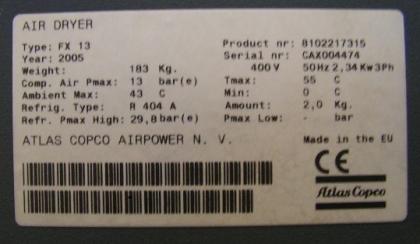 AIR DRYER
Type: FX 13 Product nr: 8102217315
Year: 2005 Serial nr: CAX004474
Weight: 183 Kg. 400 V 50Hz 2,34Kw3Ph
Comp. Air Pmax: 13 bar(e) Tmax: 55 C
Ambient Max: 43 C Min: 0 C
Refrig. Type: R 404 A Amount: 2,0 Kg.
Refr. Pmax High: 29,8 bar(e) Pmax Low: - bar
ATLAS COPCO AIRPOWER N. V. Made in the EU
CE
Atlas Copco